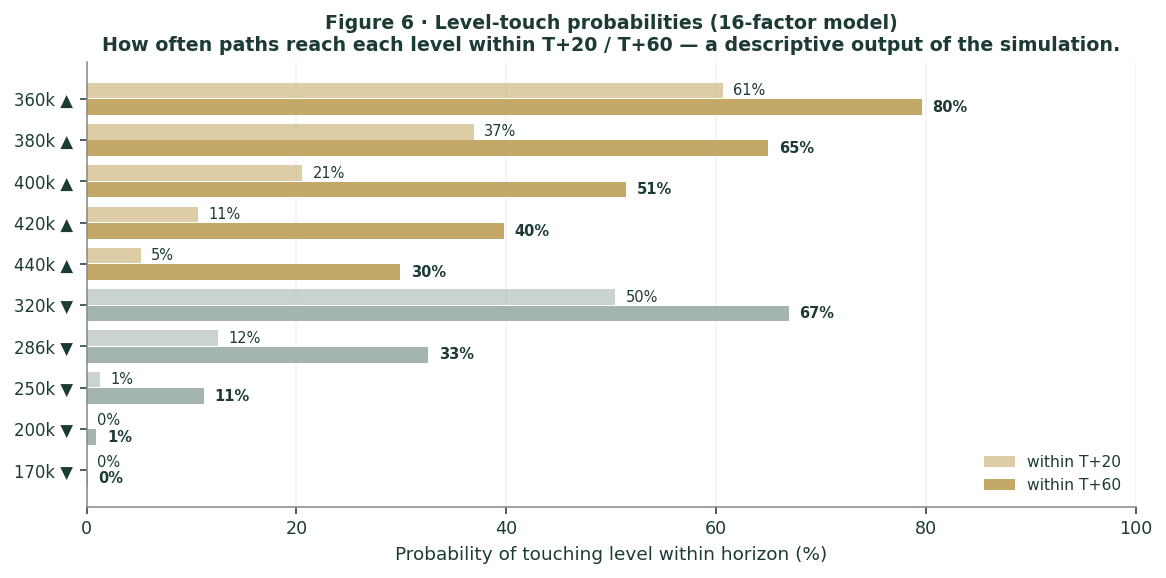 Figure 6 · Level-touch probabilities (16-factor model)
How often paths reach each level within T+20 / T+60 — a descriptive output of the simulation.
360k ▲
61%
80%
380k ▲
37%
65%
400k ▲
21%
51%
420k ▲
11%
40%
440k ▲
5%
30%
320k ▼
50%
67%
286k ▼
12%
33%
250k ▼
1%
11%
200k ▼
0%
1%
170k ▼
0%
0%
within T+20
within T+60
0 20 40 60 80 100
Probability of touching level within horizon (%)